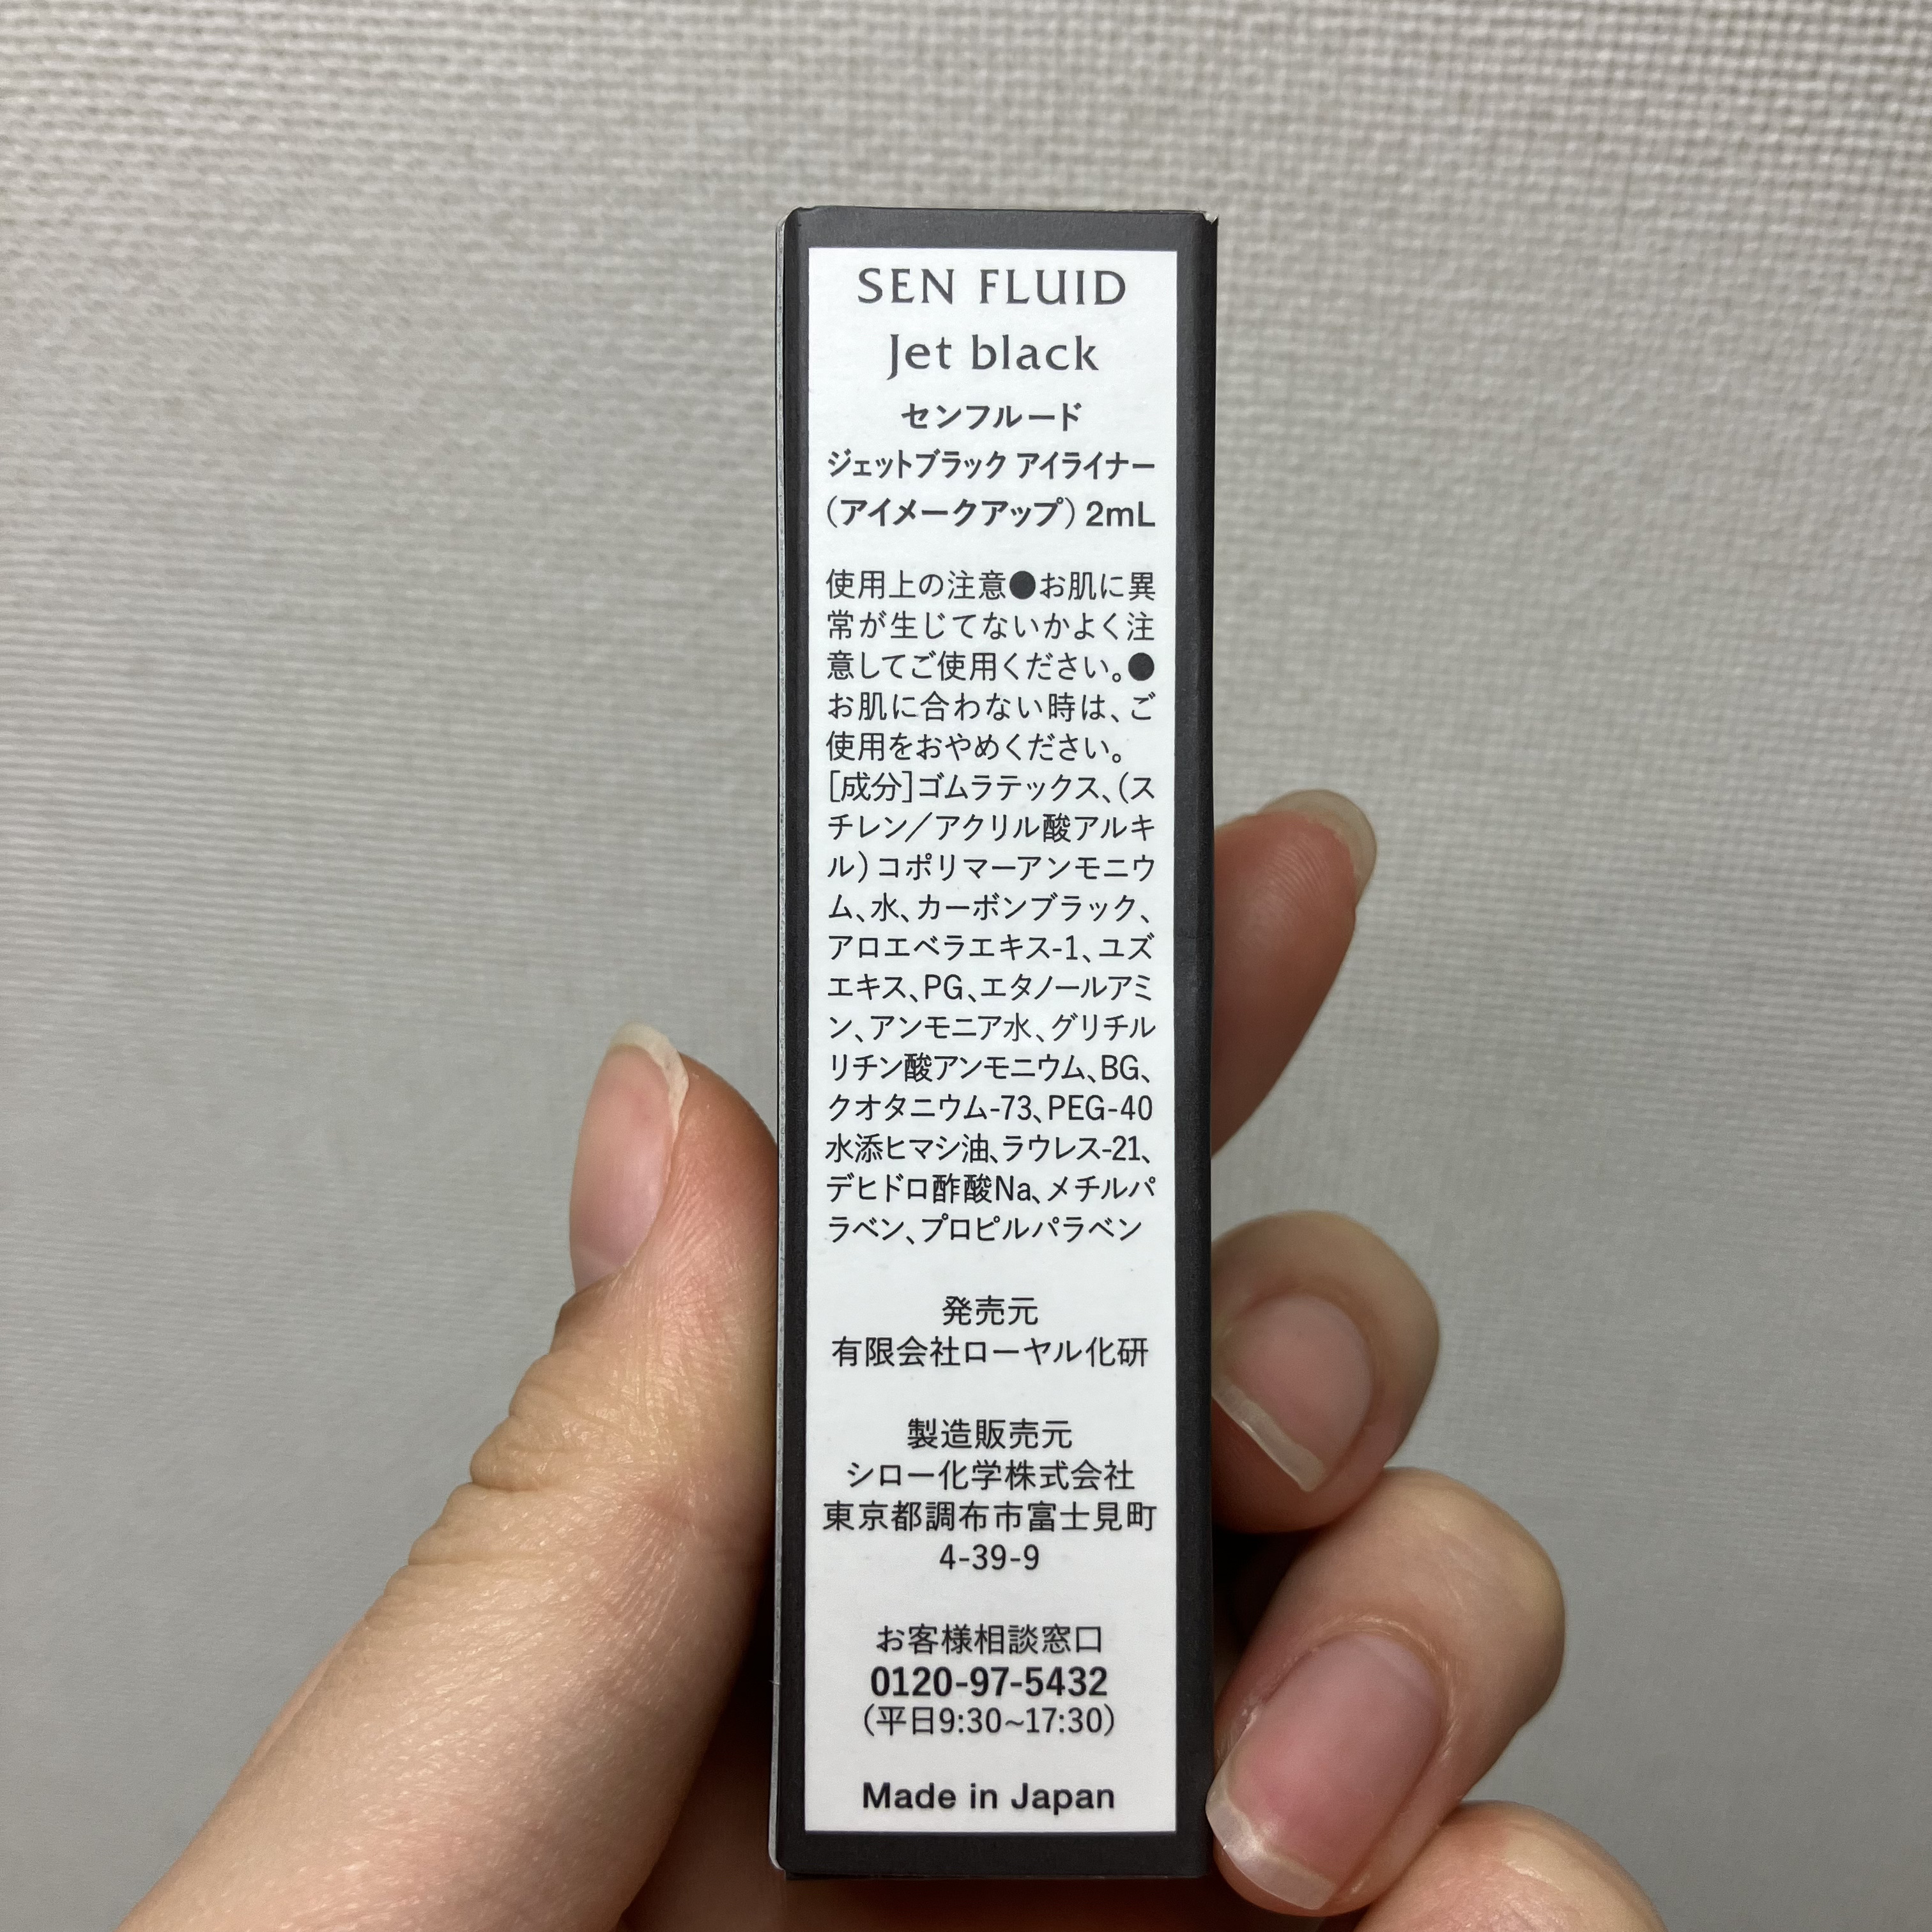 SEN FLUID
Jet black
センフルード
ジェットブラック アイライナー
（アイメークアップ）2mL
使用上の注意●お肌に異
常が生じてないかよく注
意してご使用ください。●
お肌に合わない時は、ご
使用をおやめください。
［成分］ゴムラテックス、（ス
チレン／アクリル酸アルキ
ル）コポリマーアンモニウ
ム、水、カーボンブラック、
アロエベラエキス-1、ユズ
エキス、PG、エタノールアミ
ン、アンモニア水、グリチル
リチン酸アンモニウム、BG、
クオタニウム-73、PEG-40
水添ヒマシ油、ラウレス-21、
デヒドロ酢酸Na、メチルパ
ラベン、プロピルパラベン
発売元
有限会社ローヤル化研
製造販売元
シロー化学株式会社
東京都調布市富士見町
4-39-9
お客様相談窓口
0120-97-5432
（平日9:30~17:30）
Made in Japan